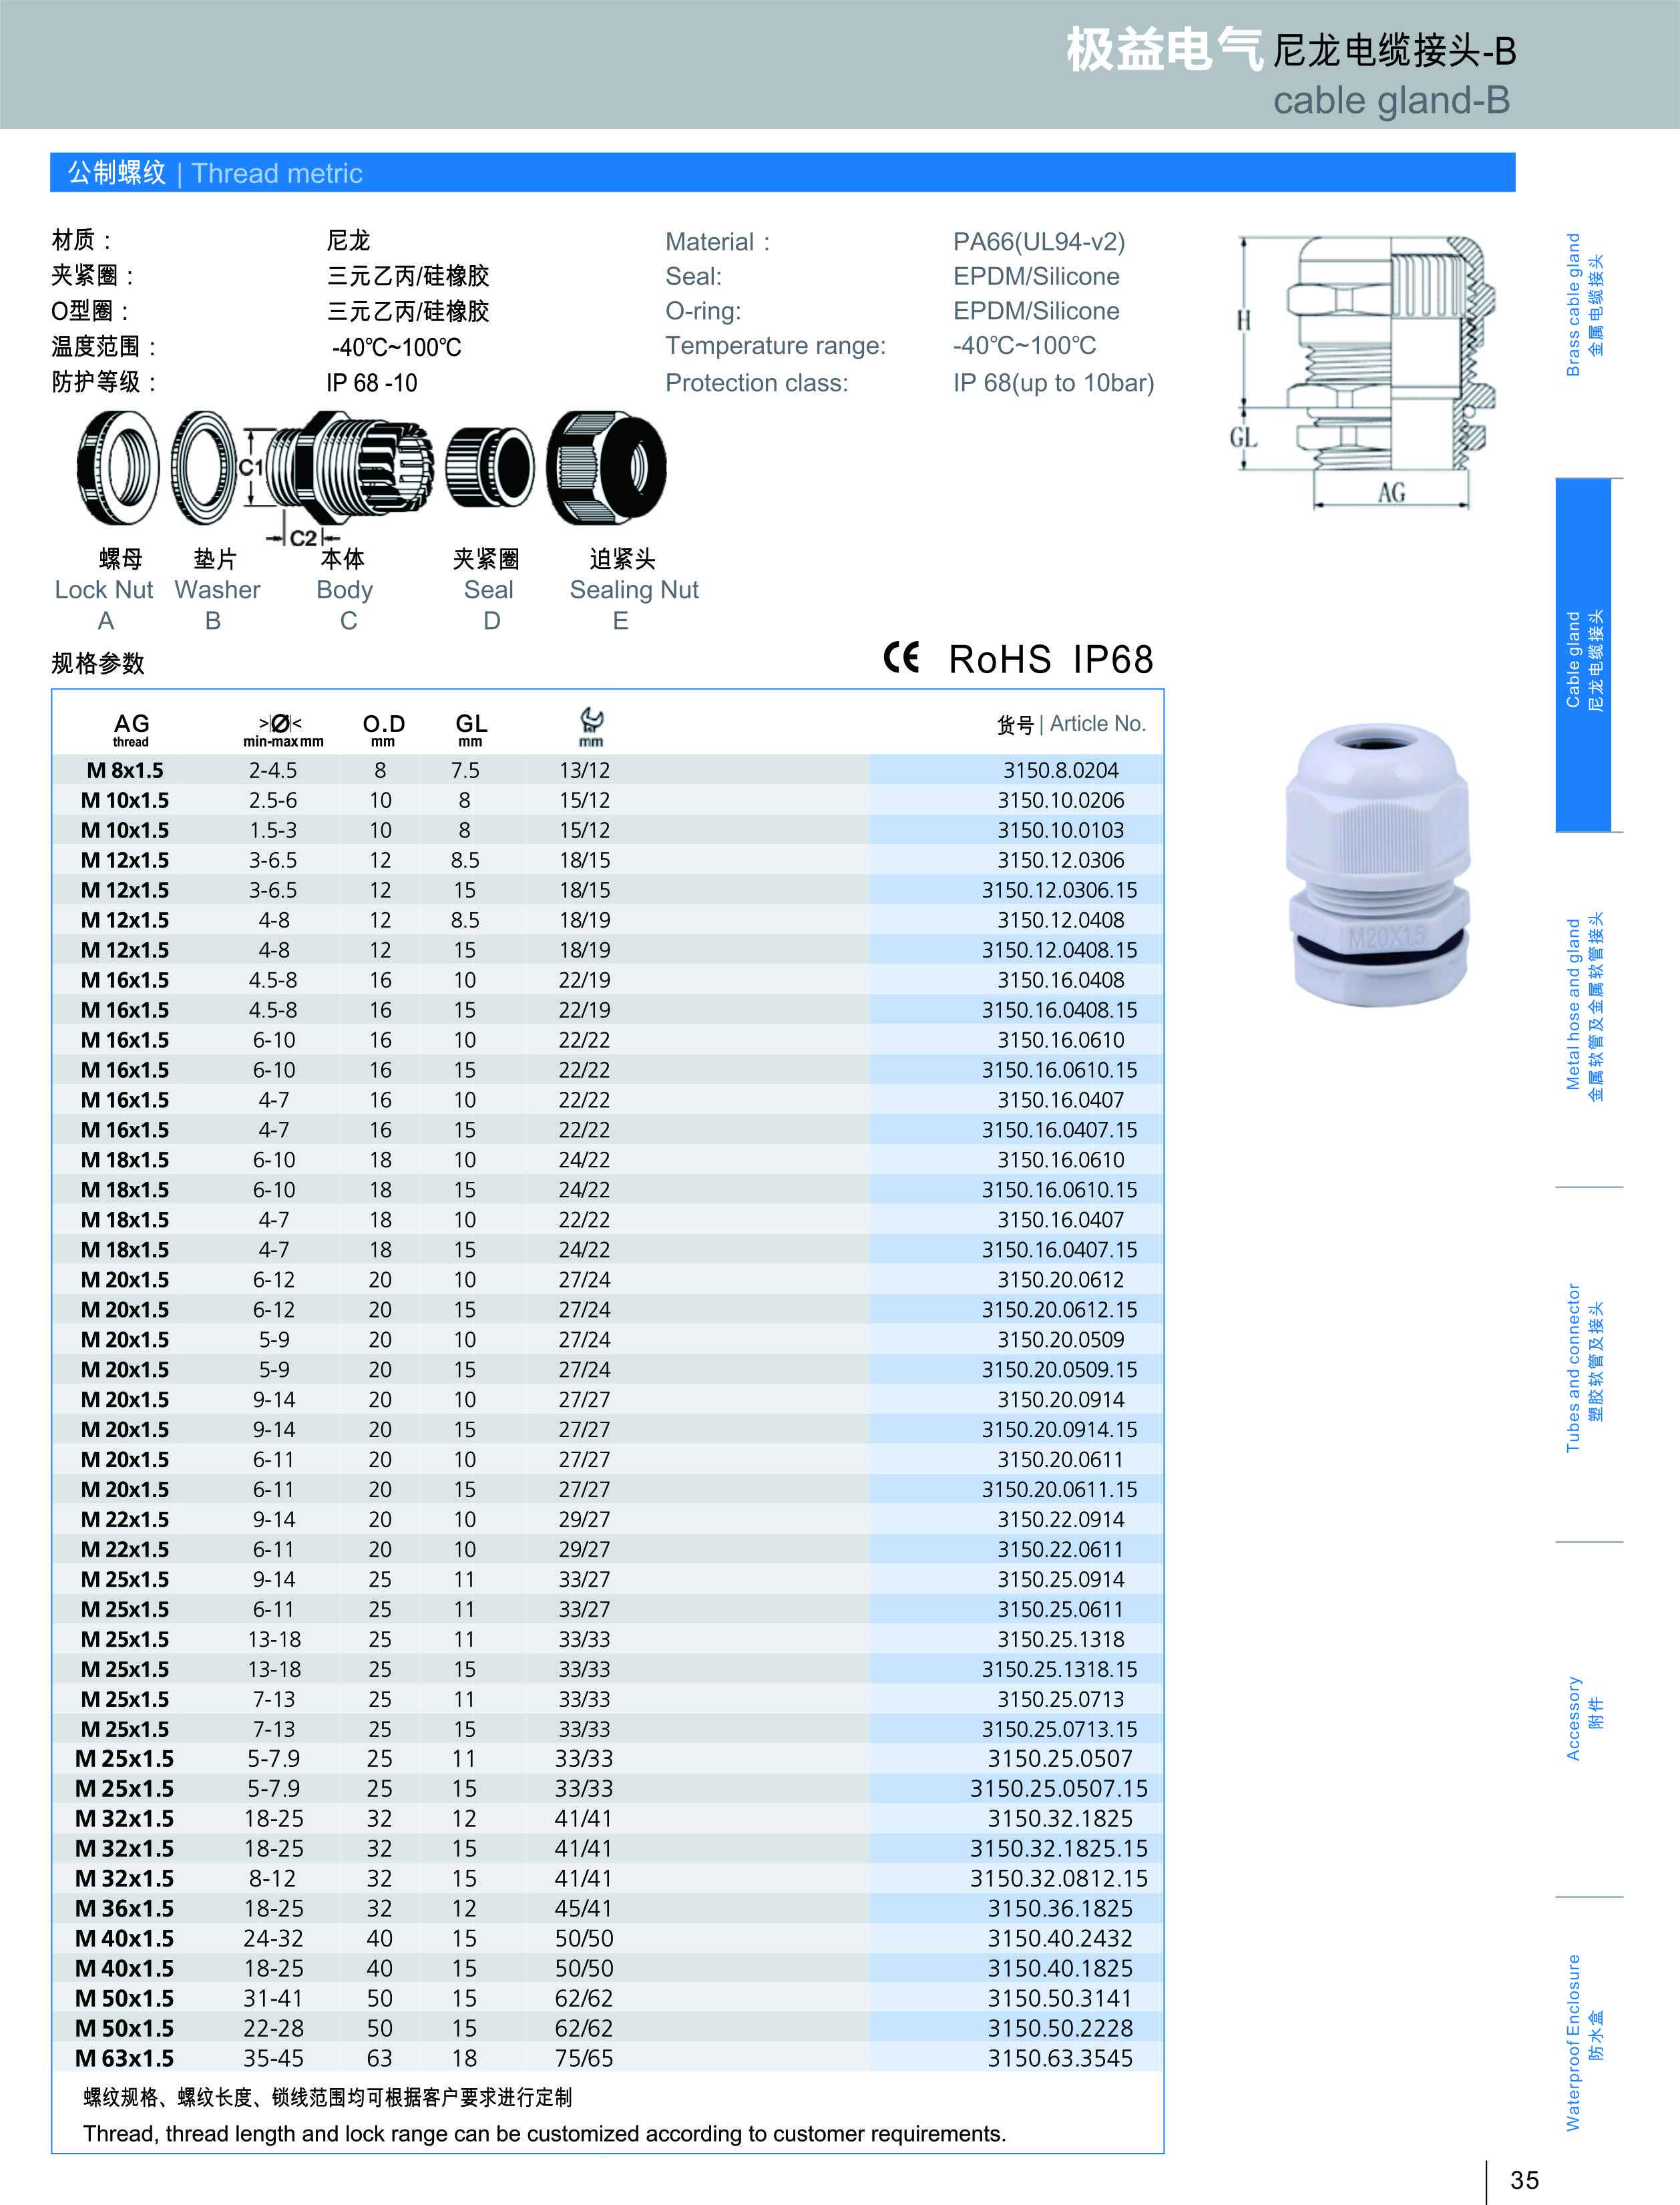 极益电气 尼龙电缆接头-B
cable gland-B
公制螺纹 | Thread metric
材质： 尼龙
夹紧圈： 三元乙丙/硅橡胶
O型圈： 三元乙丙/硅橡胶
温度范围： -40℃~100℃
防护等级： IP 68 -10
Material： PA66(UL94-v2)
Seal: EPDM/Silicone
O-ring: EPDM/Silicone
Temperature range: -40℃~100℃
Protection class: IP 68(up to 10bar)
H
GL
AG
C1
C2
螺母 垫片 本体 夹紧圈 迫紧头
Lock Nut Washer Body Seal Sealing Nut
A B C D E
规格参数
CE RoHS IP68
AG >|Ø|< O.D GL 货号 | Article No.
thread min-max mm mm mm mm
M 8x1.5 2-4.5 8 7.5 13/12 3150.8.0204
M 10x1.5 2.5-6 10 8 15/12 3150.10.0206
M 10x1.5 1.5-3 10 8 15/12 3150.10.0103
M 12x1.5 3-6.5 12 8.5 18/15 3150.12.0306
M 12x1.5 3-6.5 12 15 18/15 3150.12.0306.15
M 12x1.5 4-8 12 8.5 18/19 3150.12.0408
M 12x1.5 4-8 12 15 18/19 3150.12.0408.15
M 16x1.5 4.5-8 16 10 22/19 3150.16.0408
M 16x1.5 4.5-8 16 15 22/19 3150.16.0408.15
M 16x1.5 6-10 16 10 22/22 3150.16.0610
M 16x1.5 6-10 16 15 22/22 3150.16.0610.15
M 16x1.5 4-7 16 10 22/22 3150.16.0407
M 16x1.5 4-7 16 15 22/22 3150.16.0407.15
M 18x1.5 6-10 18 10 24/22 3150.16.0610
M 18x1.5 6-10 18 15 24/22 3150.16.0610.15
M 18x1.5 4-7 18 10 22/22 3150.16.0407
M 18x1.5 4-7 18 15 24/22 3150.16.0407.15
M 20x1.5 6-12 20 10 27/24 3150.20.0612
M 20x1.5 6-12 20 15 27/24 3150.20.0612.15
M 20x1.5 5-9 20 10 27/24 3150.20.0509
M 20x1.5 5-9 20 15 27/24 3150.20.0509.15
M 20x1.5 9-14 20 10 27/27 3150.20.0914
M 20x1.5 9-14 20 15 27/27 3150.20.0914.15
M 20x1.5 6-11 20 10 27/27 3150.20.0611
M 20x1.5 6-11 20 15 27/27 3150.20.0611.15
M 22x1.5 9-14 20 10 29/27 3150.22.0914
M 22x1.5 6-11 20 10 29/27 3150.22.0611
M 25x1.5 9-14 25 11 33/27 3150.25.0914
M 25x1.5 6-11 25 11 33/27 3150.25.0611
M 25x1.5 13-18 25 11 33/33 3150.25.1318
M 25x1.5 13-18 25 15 33/33 3150.25.1318.15
M 25x1.5 7-13 25 11 33/33 3150.25.0713
M 25x1.5 7-13 25 15 33/33 3150.25.0713.15
M 25x1.5 5-7.9 25 11 33/33 3150.25.0507
M 25x1.5 5-7.9 25 15 33/33 3150.25.0507.15
M 32x1.5 18-25 32 12 41/41 3150.32.1825
M 32x1.5 18-25 32 15 41/41 3150.32.1825.15
M 32x1.5 8-12 32 15 41/41 3150.32.0812.15
M 36x1.5 18-25 32 12 45/41 3150.36.1825
M 40x1.5 24-32 40 15 50/50 3150.40.2432
M 40x1.5 18-25 40 15 50/50 3150.40.1825
M 50x1.5 31-41 50 15 62/62 3150.50.3141
M 50x1.5 22-28 50 15 62/62 3150.50.2228
M 63x1.5 35-45 63 18 75/65 3150.63.3545
螺纹规格、螺纹长度、锁线范围均可根据客户要求进行定制
Thread, thread length and lock range can be customized according to customer requirements.
M20X1.5
Brass cable gland
金属电缆接头
Cable gland
尼龙电缆接头
Metal hose and gland
金属软管及金属软管接头
Tubes and connector
塑胶软管及接头
Accessory
附件
Waterproof Enclosure
防水盒
35